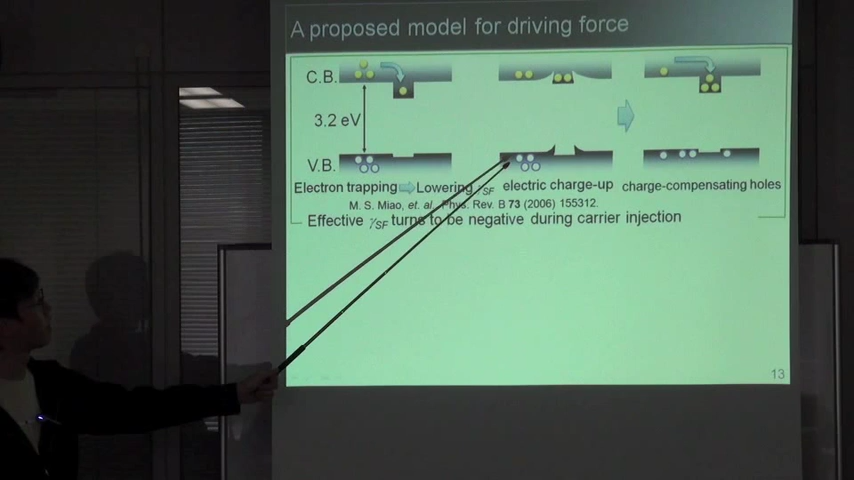 A proposed model for driving force
C.B.
3.2 eV
V.B.
Electron trapping Lowering γSF electric charge-up charge-compensating holes
M. S. Miao, et. al., Phys. Rev. B 73 (2006) 155312.
Effective γSF turns to be negative during carrier injection
13